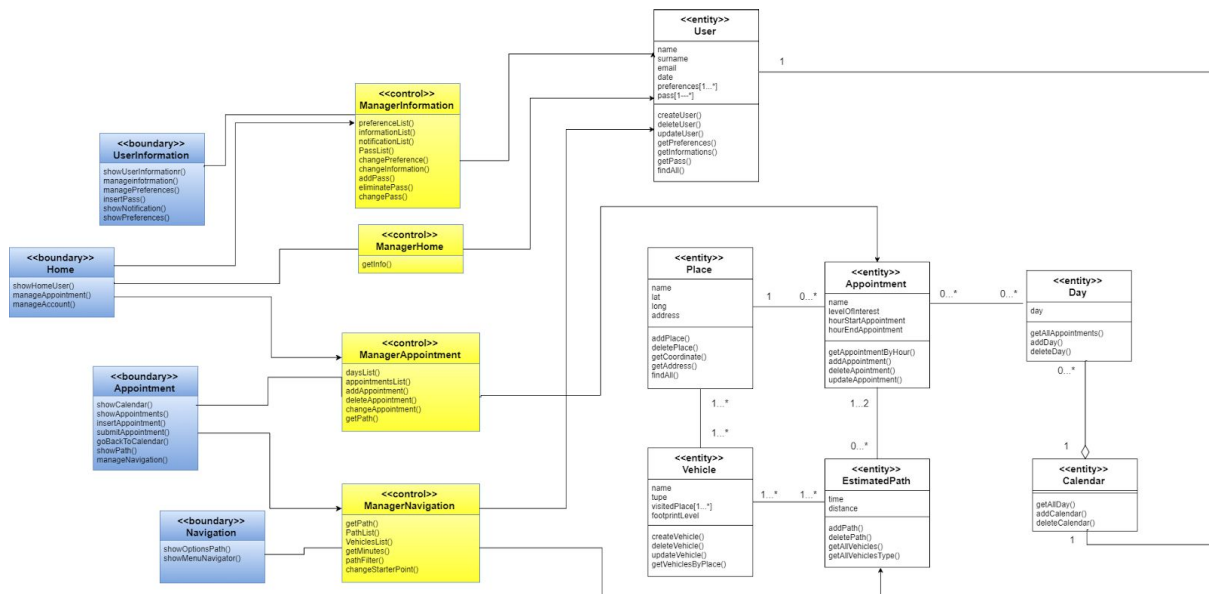 <<entity>>
User
name
surname
email
date
preferences[1...*]
pass[1---*]
createUser()
deleteUser()
updateUser()
getPreferences()
getInformations()
getPass()
findAll()
1
<<control>>
ManagerInformation
preferenceList()
informationList()
notificationList()
PassList()
changePreference()
changeInformation()
addPass()
eliminatePass()
changePass()
<<boundary>>
UserInformation
showUserInformationr()
manageinfotrmation()
managePreferences()
insertPass()
showNotification()
showPreferences()
<<control>>
ManagerHome
getInfo()
<<boundary>>
Home
showHomeUser()
manageAppointment()
manageAccount()
<<entity>>
Place
name
lat
long
address
addPlace()
deletePlace()
getCoordinate()
getAddress()
findAll()
1
0...*
<<entity>>
Appointment
name
levelOfInterest
hourStartAppointment
hourEndAppointment
getAppointmentByHour()
addAppointment()
deleteApointment()
updateAppointment()
0...*
0...*
<<entity>>
Day
day
getAllAppointments()
addDay()
deleteDay()
0...*
<<control>>
ManagerAppointment
daysList()
appointmentsList()
addAppointment()
deleteAppointment()
changeAppointment()
getPath()
<<boundary>>
Appointment
showCalendar()
showAppointments()
insertAppointment()
submitAppointment()
goBackToCalendar()
showPath()
manageNavigation()
1...*
1...*
1...2
0...*
1
<<entity>>
Vehicle
name
tupe
visitedPlace[1...*]
footprintLevel
createVehicle()
deleteVehicle()
updateVehicle()
getVehiclesByPlace()
1...*
1...*
<<entity>>
EstimatedPath
time
distance
addPath()
deletePath()
getAllVehicles()
getAllVehiclesType()
<<entity>>
Calendar
getAllDay()
addCalendar()
deleteCalendar()
1
<<control>>
ManagerNavigation
getPath()
PathList()
VehiclesList()
getMinutes()
pathFilter()
changeStarterPoint()
<<boundary>>
Navigation
showOptionsPath()
showMenuNavigator()